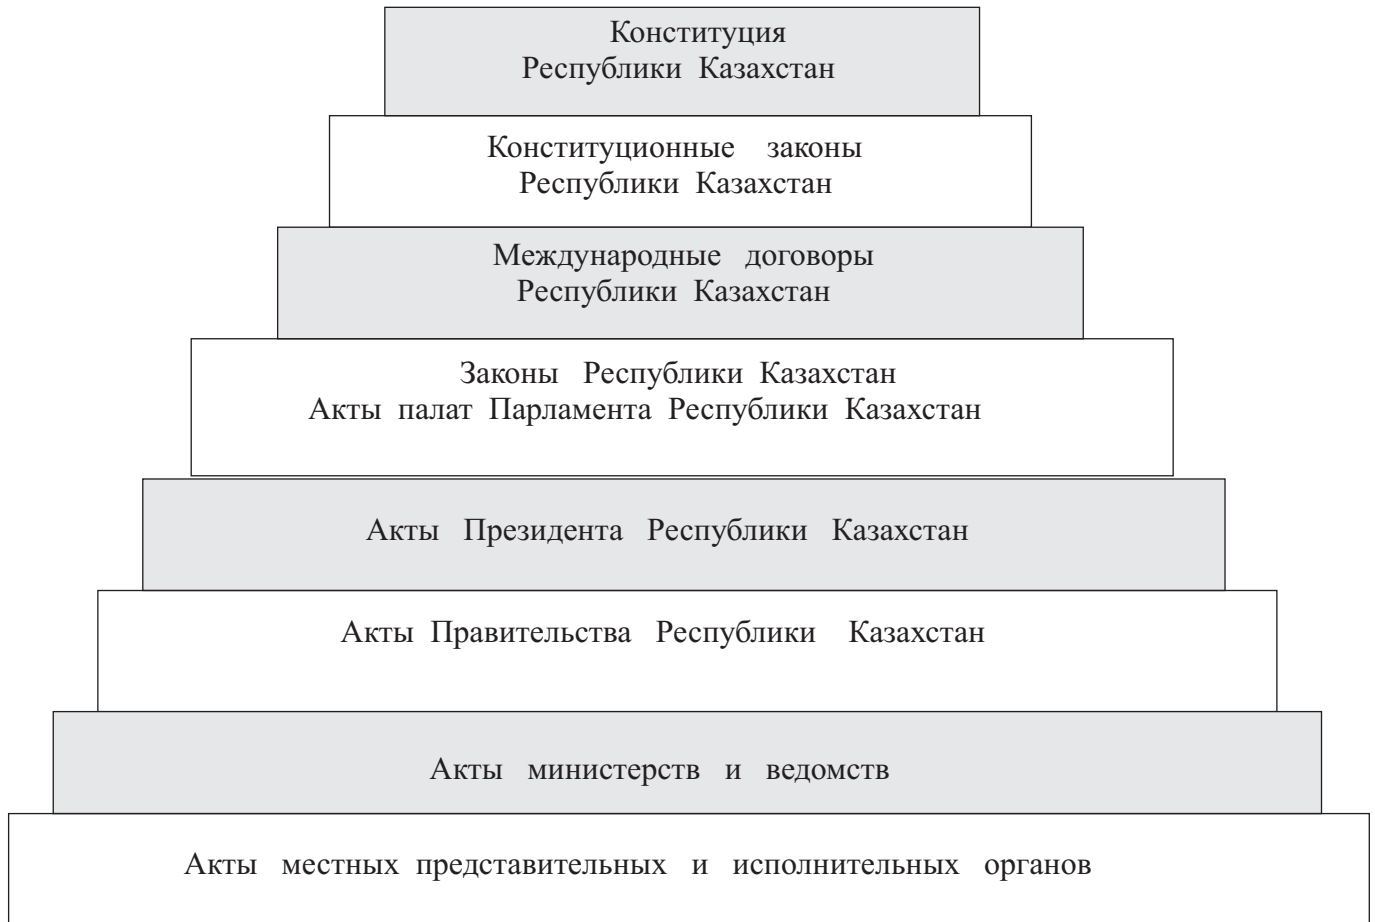 Конституция
Республики Казахстан
Конституционные законы
Республики Казахстан
Международные договоры
Республики Казахстан
Законы Республики Казахстан
Акты палат Парламента Республики Казахстан
Акты Президента Республики Казахстан
Акты Правительства Республики Казахстан
Акты министерств и ведомств
Акты местных представительных и исполнительных органов